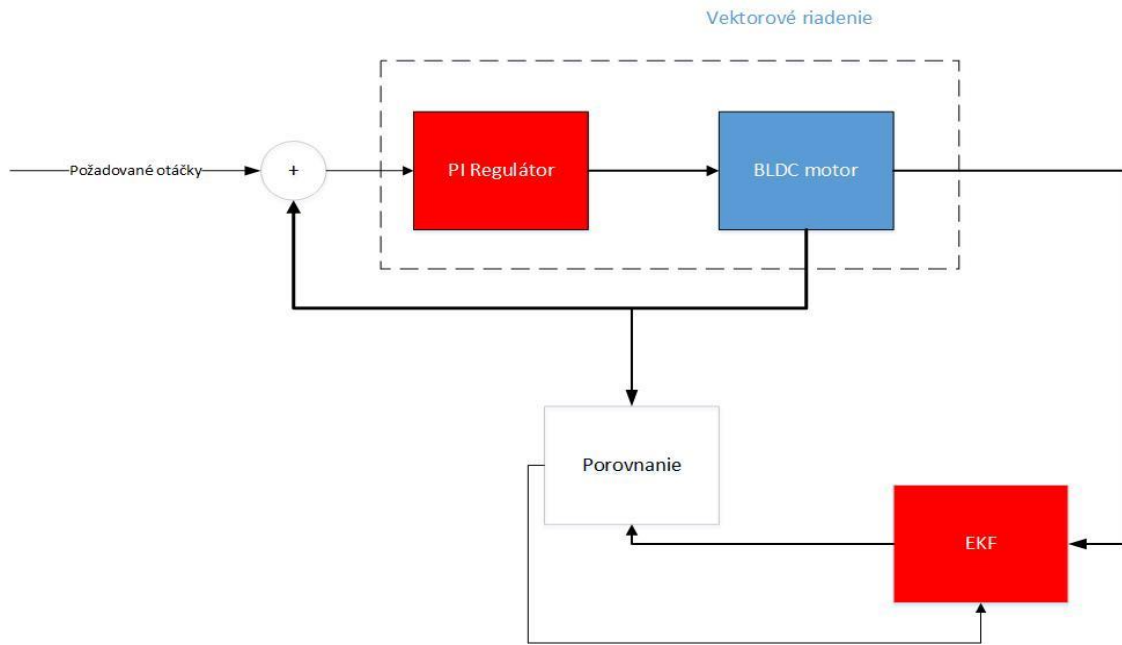 Vektorové riadenie
Požadované otáčky
+
PI Regulátor
BLDC motor
Porovnanie
EKF